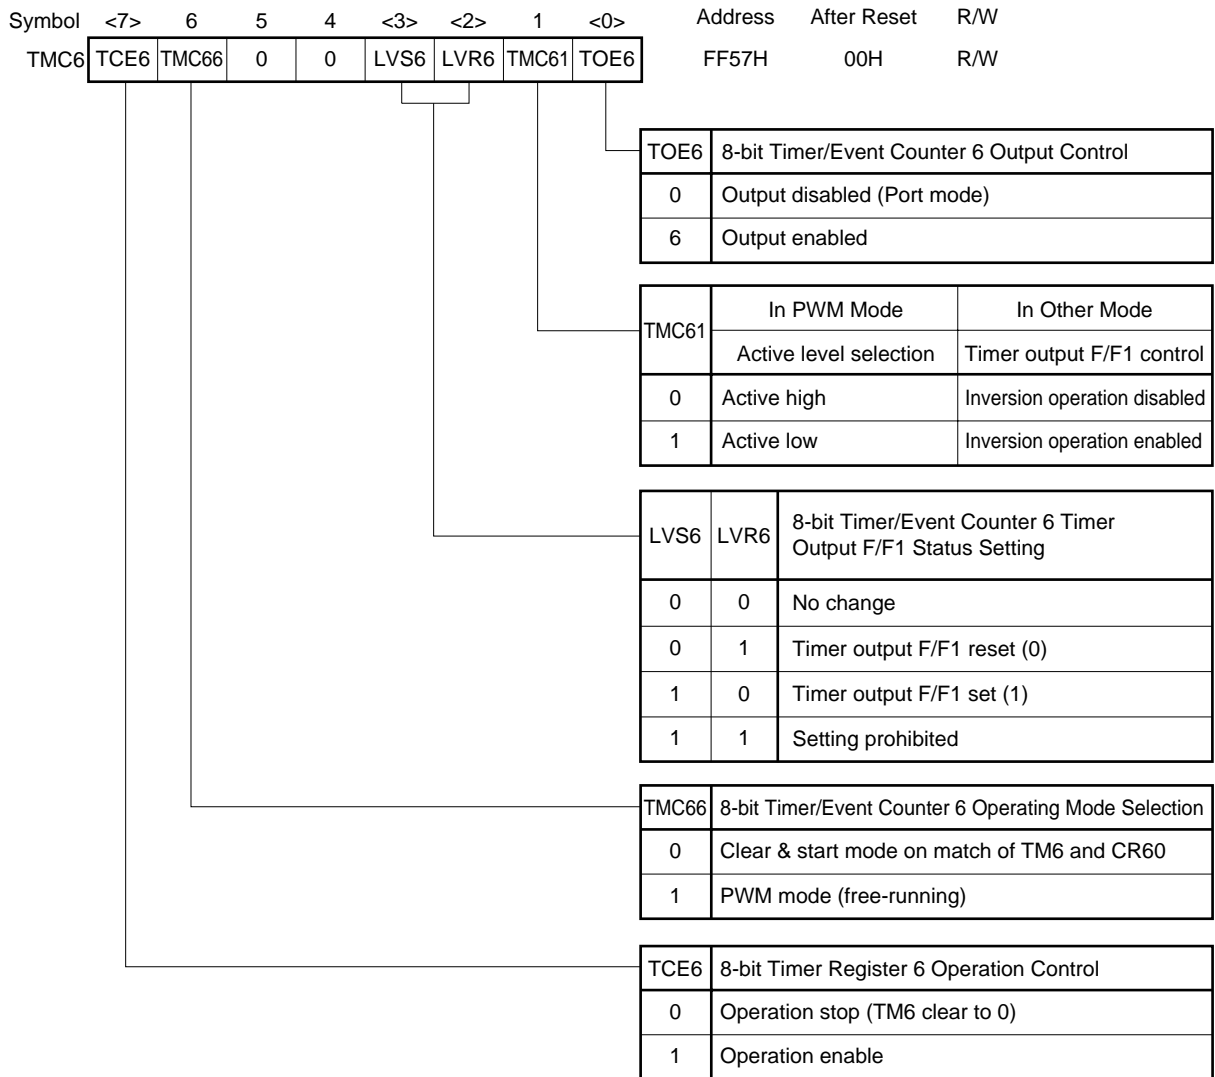 Symbol <7> 6 5 4 <3> <2> 1 <0> Address After Reset R/W
TMC6 TCE6 TMC66 0 0 LVS6 LVR6 TMC61 TOE6 FF57H 00H R/W
TOE6 8-bit Timer/Event Counter 6 Output Control
0 Output disabled (Port mode)
6 Output enabled
TMC61 In PWM Mode In Other Mode
Active level selection Timer output F/F1 control
0 Active high Inversion operation disabled
1 Active low Inversion operation enabled
LVS6 LVR6 8-bit Timer/Event Counter 6 Timer
Output F/F1 Status Setting
0 0 No change
0 1 Timer output F/F1 reset (0)
1 0 Timer output F/F1 set (1)
1 1 Setting prohibited
TMC66 8-bit Timer/Event Counter 6 Operating Mode Selection
0 Clear & start mode on match of TM6 and CR60
1 PWM mode (free-running)
TCE6 8-bit Timer Register 6 Operation Control
0 Operation stop (TM6 clear to 0)
1 Operation enable